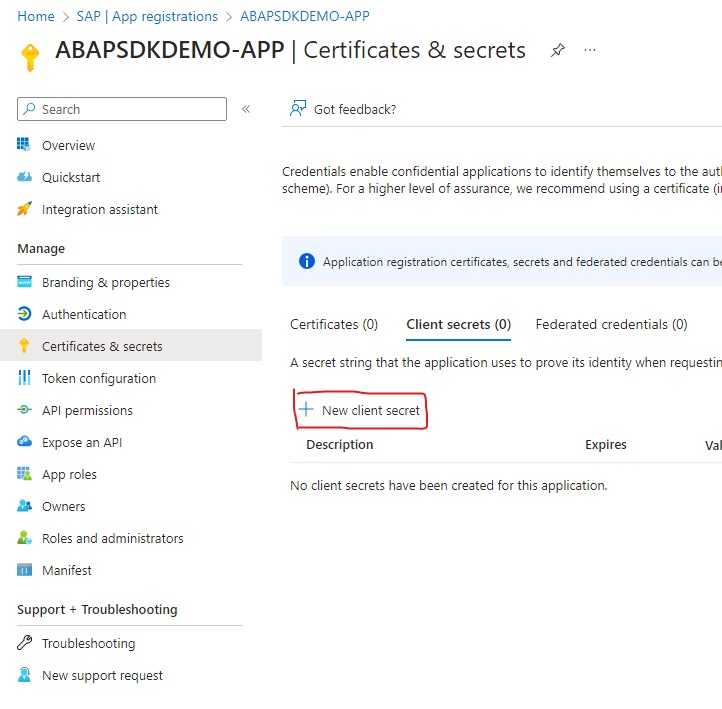 Home > SAP | App registrations > ABAPSDKDEMO-APP
ABAPSDKDEMO-APP | Certificates & secrets
Search
Got feedback?
Overview
Quickstart
Integration assistant
Manage
Branding & properties
Authentication
Certificates & secrets
Token configuration
API permissions
Expose an API
App roles
Owners
Roles and administrators
Manifest
Support + Troubleshooting
Troubleshooting
New support request
Credentials enable confidential applications to identify themselves to the aut
scheme). For a higher level of assurance, we recommend using a certificate (i
Application registration certificates, secrets and federated credentials can be
Certificates (0) Client secrets (0) Federated credentials (0)
A secret string that the application uses to prove its identity when requestin
New client secret
Description Expires Val
No client secrets have been created for this application.